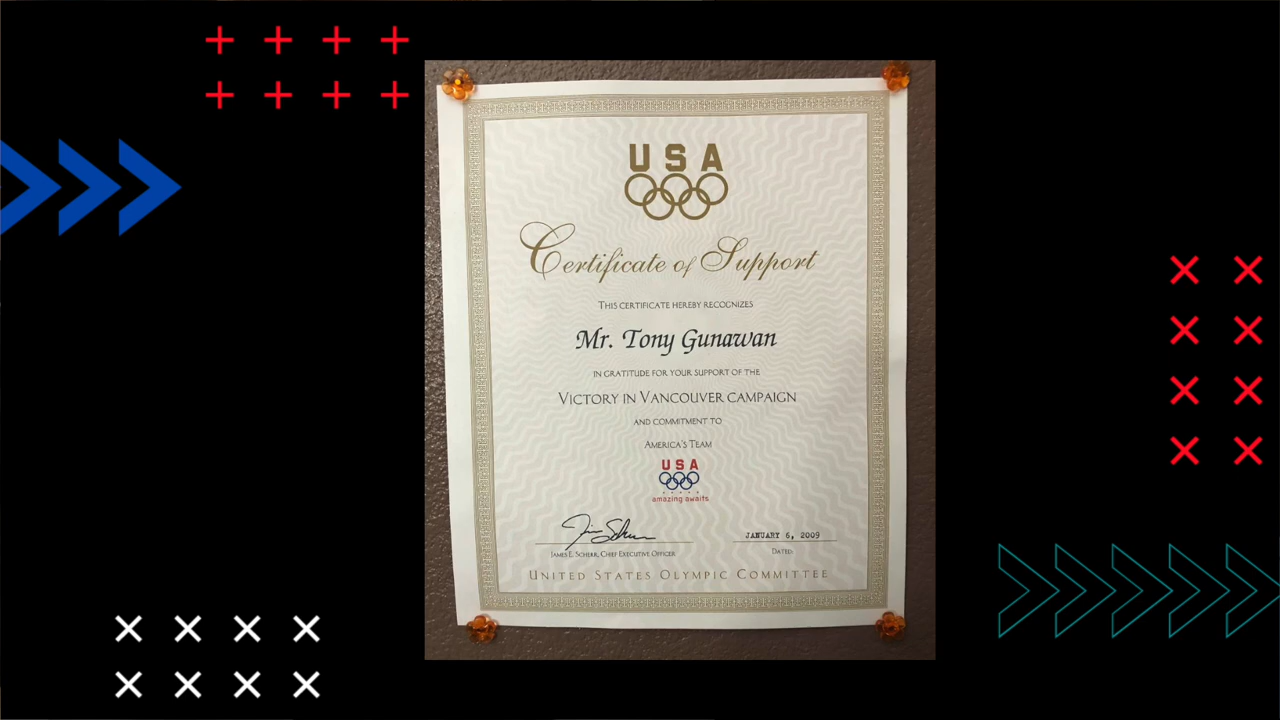 USA
Certificate of Support
THIS CERTIFICATE HEREBY RECOGNIZES
Mr. Tony Gunawan
IN GRATITUDE FOR YOUR SUPPORT OF THE
VICTORY IN VANCOUVER CAMPAIGN
AND COMMITMENT TO
AMERICA'S TEAM
USA
amazing awaits
JANUARY 6, 2009
JAMES E. SCHERR, CHIEF EXECUTIVE OFFICER
DATED:
UNITED STATES OLYMPIC COMMITTEE